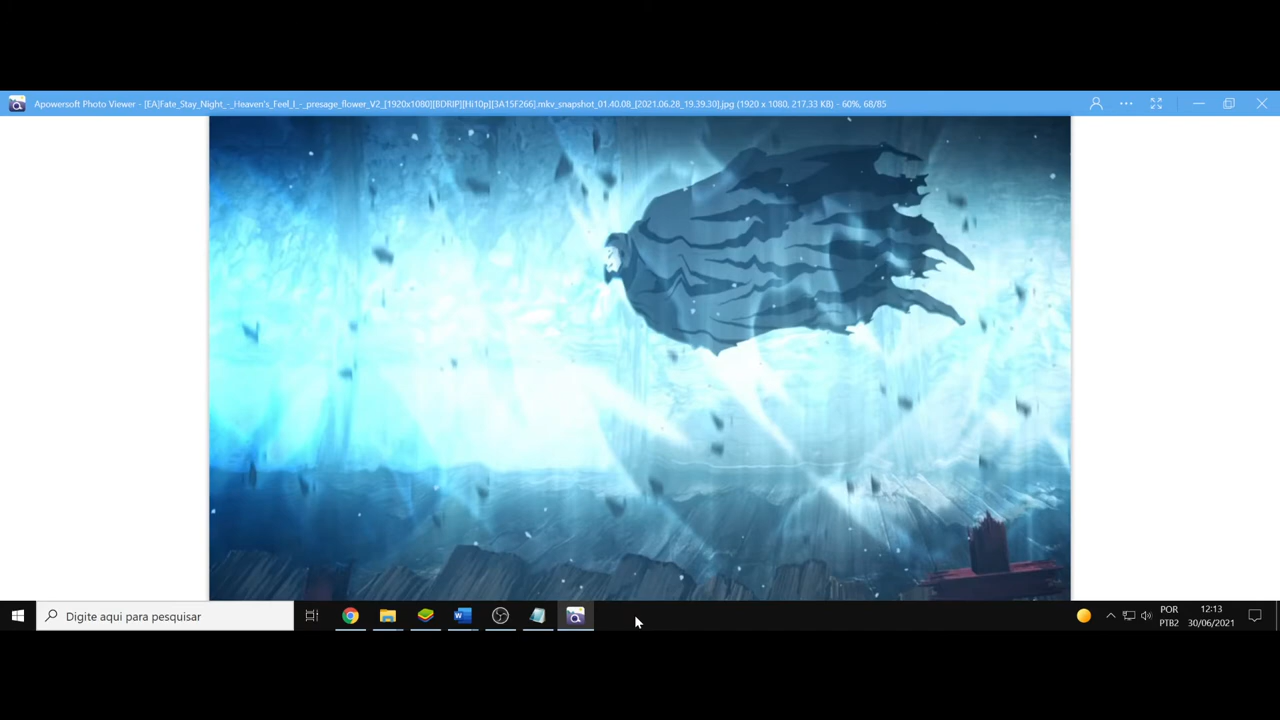 Apowersoft Photo Viewer - [EA]Fate_Stay_Night_-_Heaven's_Feel_I_-_presage_flower_V2_[1920x1080][BDRIP][Hi10p][3A15F266].mkv_snapshot_01.40.08_[2021.06.28_19.39.30].jpg (1920 x 1080, 217,33 KB) - 60%, 68/85
Digite aqui para pesquisar
POR
PTB2
12:13
30/06/2021